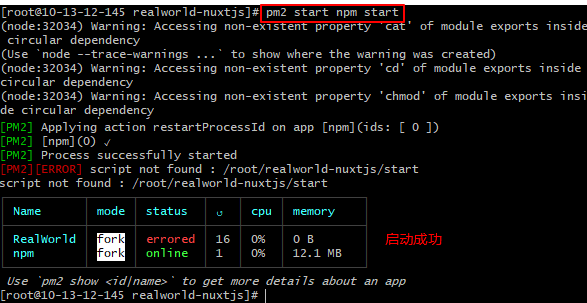 [root@10-13-12-145 realworld-nuxtjs]# pm2 start npm start
(node:32034) Warning: Accessing non-existent property 'cat' of module exports inside
circular dependency
(Use `node --trace-warnings ...` to show where the warning was created)
(node:32034) Warning: Accessing non-existent property 'cd' of module exports inside
circular dependency
(node:32034) Warning: Accessing non-existent property 'chmod' of module exports insi
de circular dependency
[PM2] Applying action restartProcessId on app [npm](ids: [ 0 ])
[PM2] [npm](0) ✓
[PM2] Process successfully started
[PM2][ERROR] script not found : /root/realworld-nuxtjs/start
script not found : /root/realworld-nuxtjs/start
Name mode status ↺ cpu memory
RealWorld fork errored 16 0% 0 B
npm fork online 1 0% 12.1 MB
启动成功
Use `pm2 show <id|name>` to get more details about an app
[root@10-13-12-145 realworld-nuxtjs]#